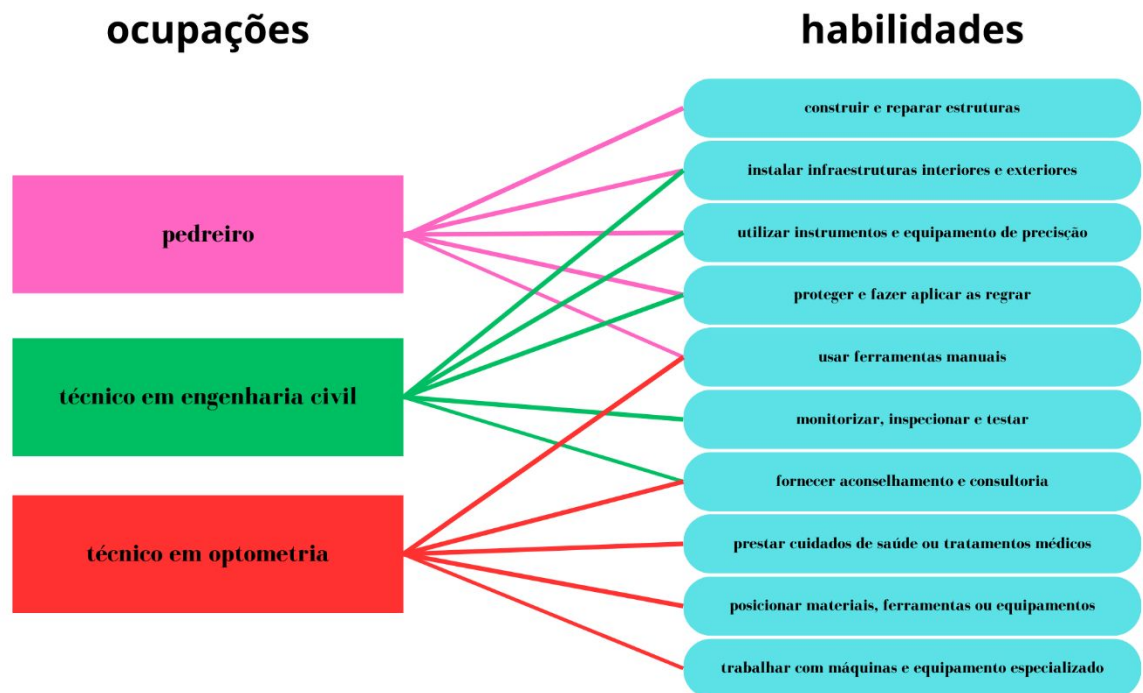 ocupações
habilidades
pedreiro
técnico em engenharia civil
técnico em optometria
construir e reparar estruturas
instalar infraestruturas interiores e exteriores
utilizar instrumentos e equipamento de precisção
proteger e fazer aplicar as regrar
usar ferramentas manuais
monitorizar, inspecionar e testar
fornecer aconselhamento e consultoria
prestar cuidados de saúde ou tratamentos médicos
posicionar materiais, ferramentas ou equipamentos
trabalhar com máquinas e equipamento especializado